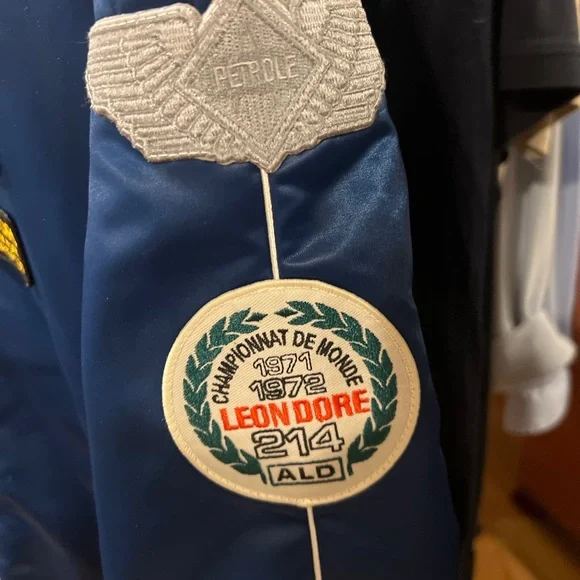 PETROLE
CHAMPIONNAT DE MONDE
1971
1972
LEON DORE
214
ALD